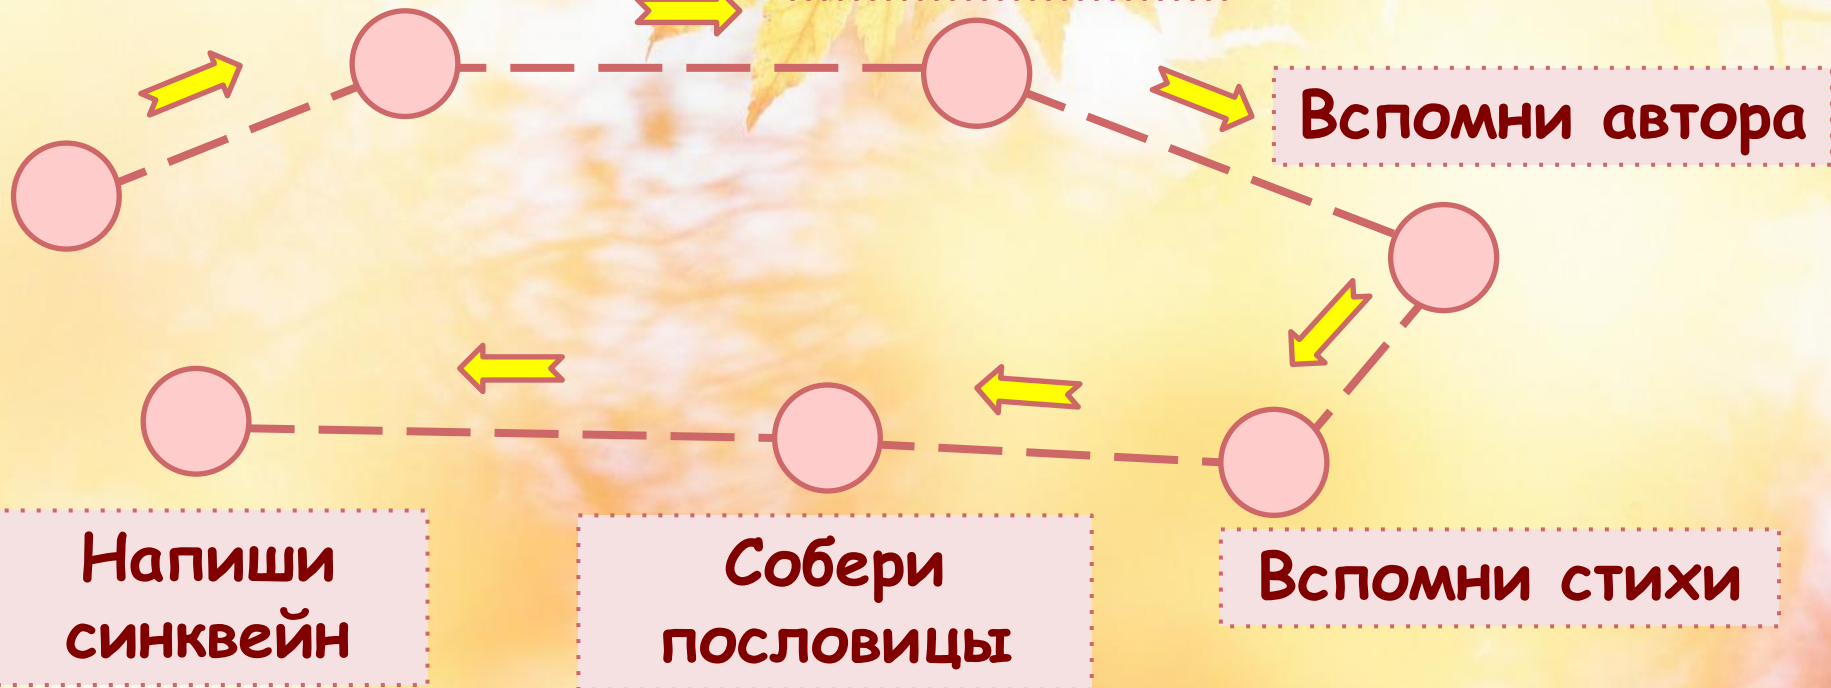 Вспомни автора
Вспомни стихи
Собери
пословицы
Напиши
синквейн